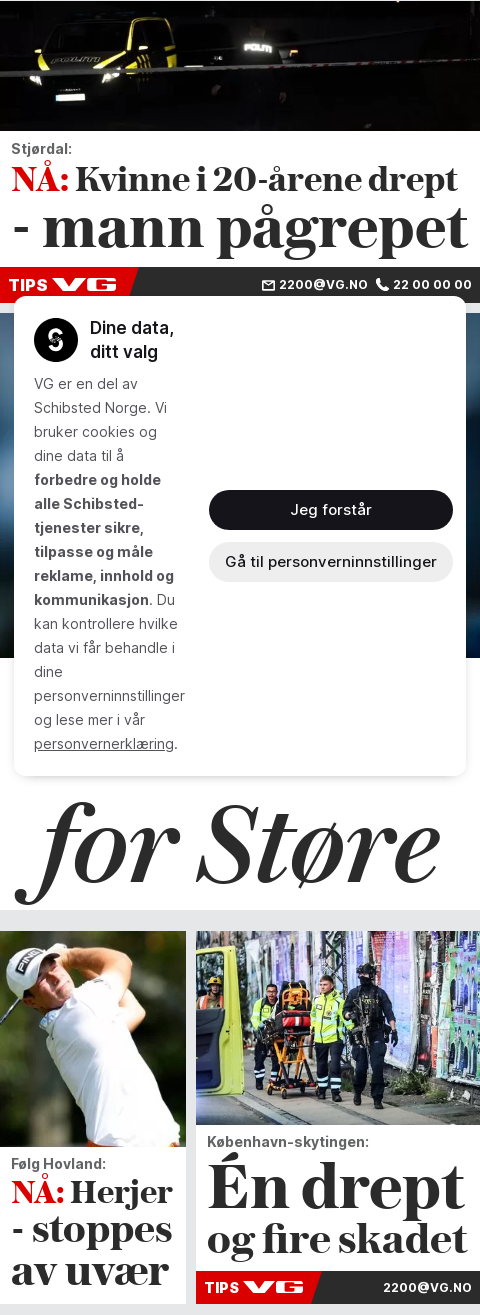 POLITI
POLITI
Stjørdal:
NÅ: Kvinne i 20-årene drept
- mann pågrepet
TIPS VG
2200@VG.NO 22 00 00 00
Dine data,
ditt valg
VG er en del av
Schibsted Norge. Vi
bruker cookies og
dine data til å
forbedre og holde
alle Schibsted-
tjenester sikre,
tilpasse og måle
reklame, innhold og
kommunikasjon. Du
kan kontrollere hvilke
data vi får behandle i
dine
personverninnstillinger
og lese mer i vår
personvernerklæring.
Jeg forstår
Gå til personverninnstillinger
for Støre
PING
Følg Hovland:
NÅ: Herjer
- stoppes
av uvær
København-skytingen:
Én drept
og fire skadet
TIPS VG
2200@VG.NO